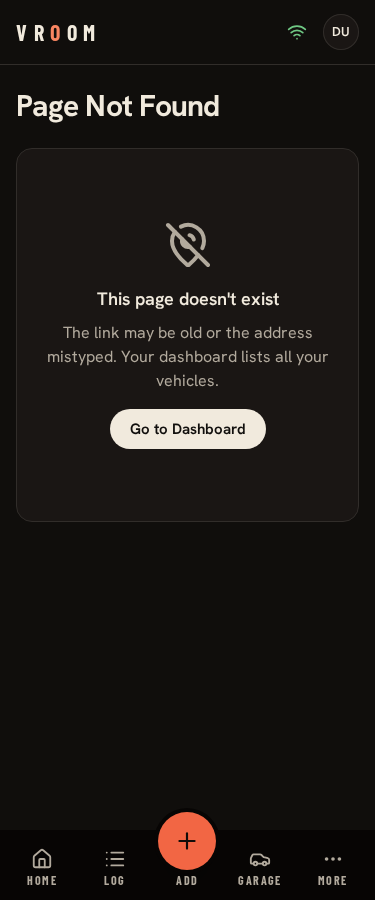 VROOM
DU
Page Not Found
This page doesn't exist
The link may be old or the address
mistyped. Your dashboard lists all your
vehicles.
Go to Dashboard
HOME
LOG
ADD
GARAGE
MORE